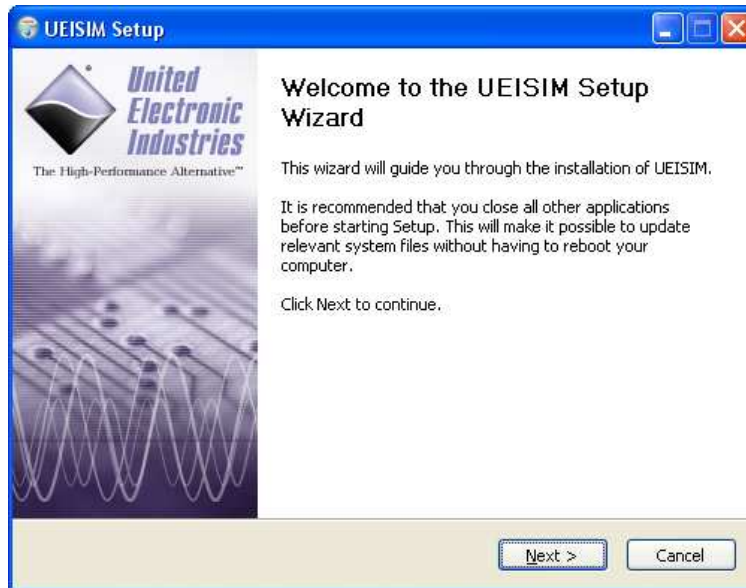 UEISIM Setup
United
Electronic
Industries
The High-Performance Alternative™
Welcome to the UEISIM Setup
Wizard
This wizard will guide you through the installation of UEISIM.
It is recommended that you close all other applications
before starting Setup. This will make it possible to update
relevant system files without having to reboot your
computer.
Click Next to continue.
Next >
Cancel